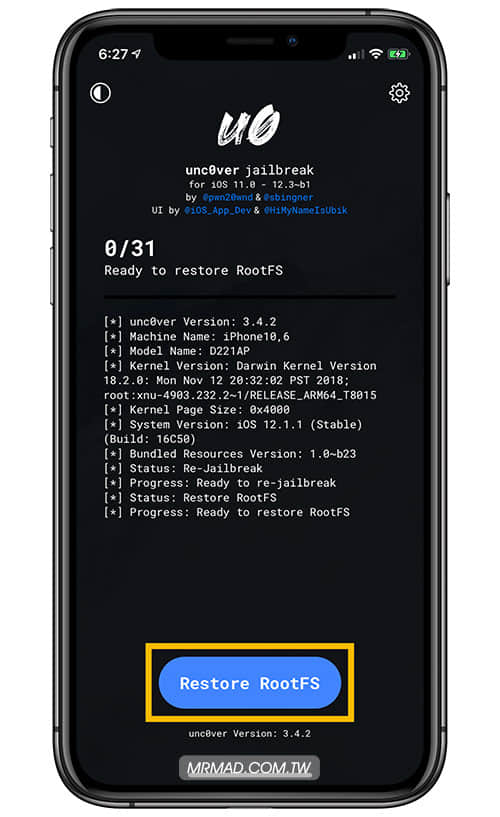 6:27
u0
unc0ver jailbreak
for iOS 11.0 - 12.3~b1
by @pwn20wnd & @sbingner
UI by @iOS_App_Dev & @HiMyNameIsUbik
0/31
Ready to restore RootFS
[*] unc0ver Version: 3.4.2
[*] Machine Name: iPhone10,6
[*] Model Name: D221AP
[*] Kernel Version: Darwin Kernel Version
18.2.0: Mon Nov 12 20:32:02 PST 2018;
root:xnu-4903.232.2~1/RELEASE_ARM64_T8015
[*] Kernel Page Size: 0x4000
[*] System Version: iOS 12.1.1 (Stable)
(Build: 16C50)
[*] Bundled Resources Version: 1.0~b23
[*] Status: Re-Jailbreak
[*] Progress: Ready to re-jailbreak
[*] Status: Restore RootFS
[*] Progress: Ready to restore RootFS
Restore RootFS
unc0ver Version: 3.4.2
MRMAD.COM.TW